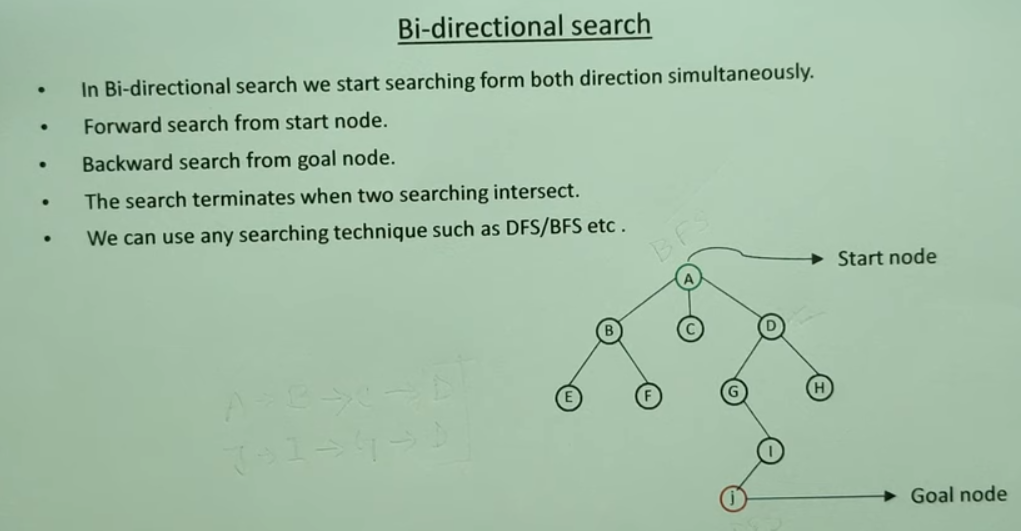 Bi-directional search
• In Bi-directional search we start searching form both direction simultaneously.
• Forward search from start node.
• Backward search from goal node.
• The search terminates when two searching intersect.
• We can use any searching technique such as DFS/BFS etc .
BFS
Start node
A
B C D
E F G H
A → B → C → D
J → I → G → D
I
j
Goal node